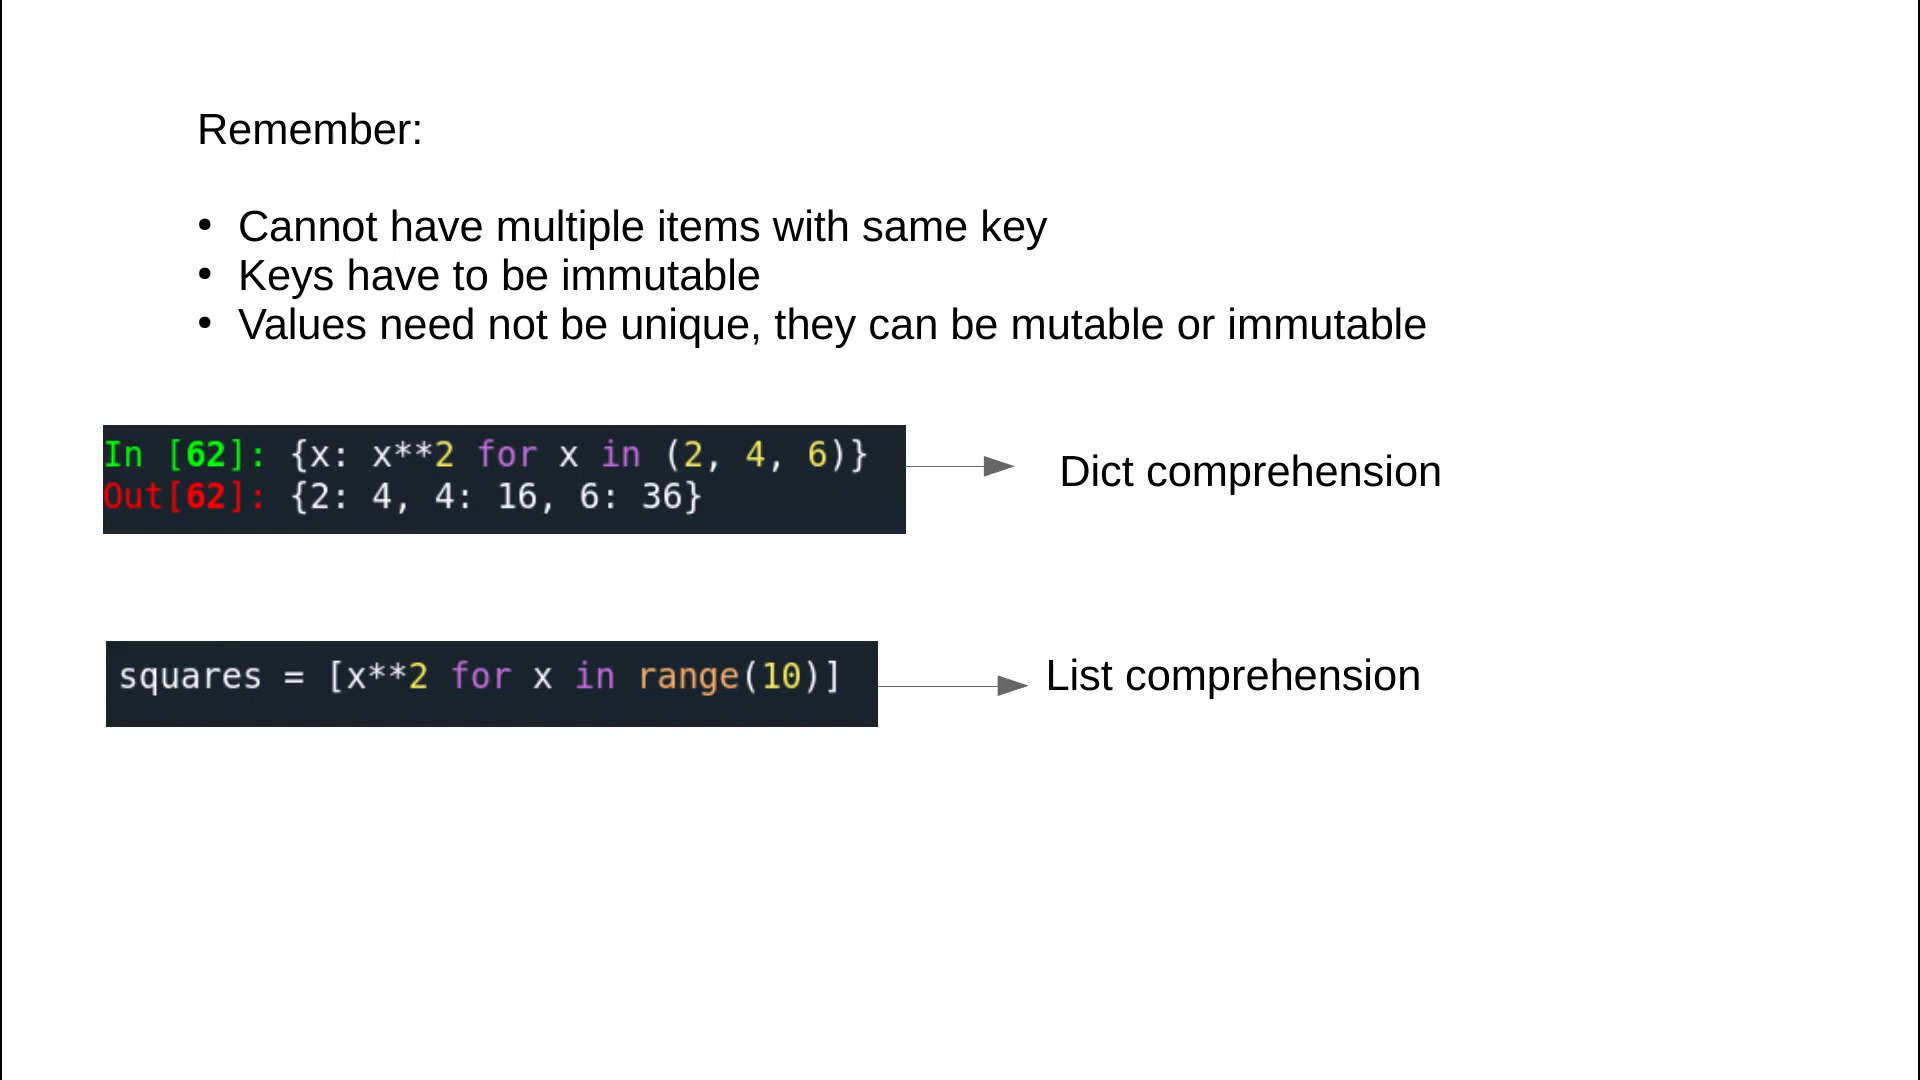 Remember:
• Cannot have multiple items with same key
• Keys have to be immutable
• Values need not be unique, they can be mutable or immutable
In [62]: {x: x**2 for x in (2, 4, 6)}
Out[62]: {2: 4, 4: 16, 6: 36}
Dict comprehension
squares = [x**2 for x in range(10)]
List comprehension